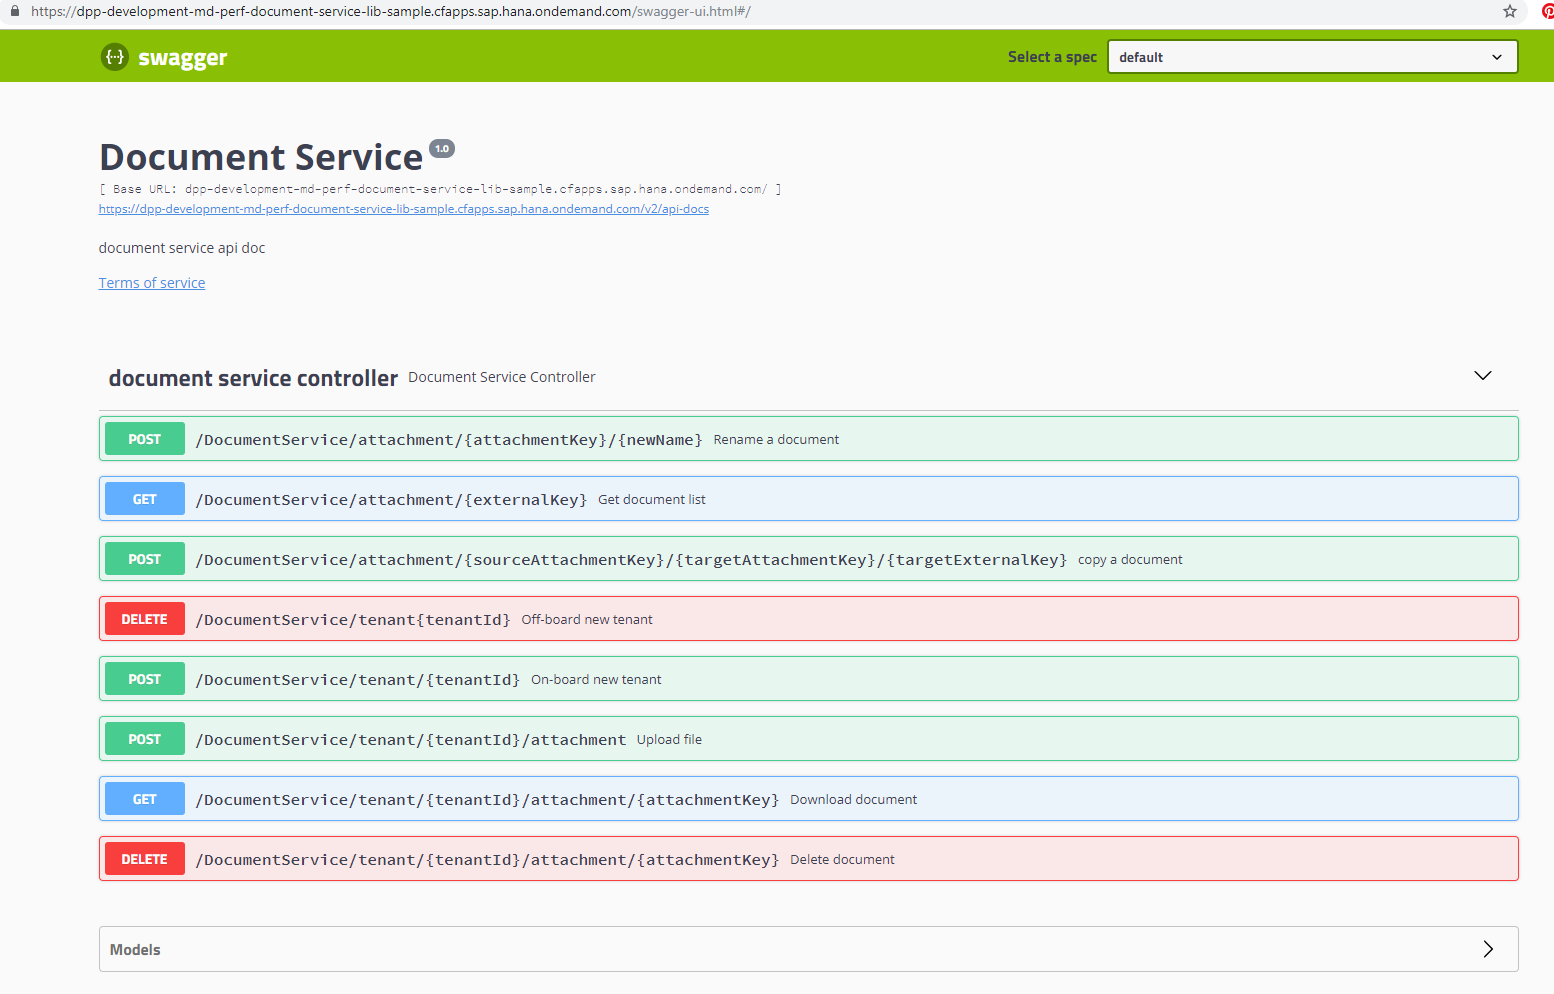 https://dpp-development-md-perf-document-service-lib-sample.cfapps.sap.hana.ondemand.com/swagger-ui.html#/
{···} swagger
Select a spec default
Document Service 1.0
[ Base URL: dpp-development-md-perf-document-service-lib-sample.cfapps.sap.hana.ondemand.com/ ]
https://dpp-development-md-perf-document-service-lib-sample.cfapps.sap.hana.ondemand.com/v2/api-docs
document service api doc
Terms of service
document service controller Document Service Controller
POST /DocumentService/attachment/{attachmentKey}/{newName} Rename a document
GET /DocumentService/attachment/{externalKey} Get document list
POST /DocumentService/attachment/{sourceAttachmentKey}/{targetAttachmentKey}/{targetExternalKey} copy a document
DELETE /DocumentService/tenant{tenantId} Off-board new tenant
POST /DocumentService/tenant/{tenantId} On-board new tenant
POST /DocumentService/tenant/{tenantId}/attachment Upload file
GET /DocumentService/tenant/{tenantId}/attachment/{attachmentKey} Download document
DELETE /DocumentService/tenant/{tenantId}/attachment/{attachmentKey} Delete document
Models